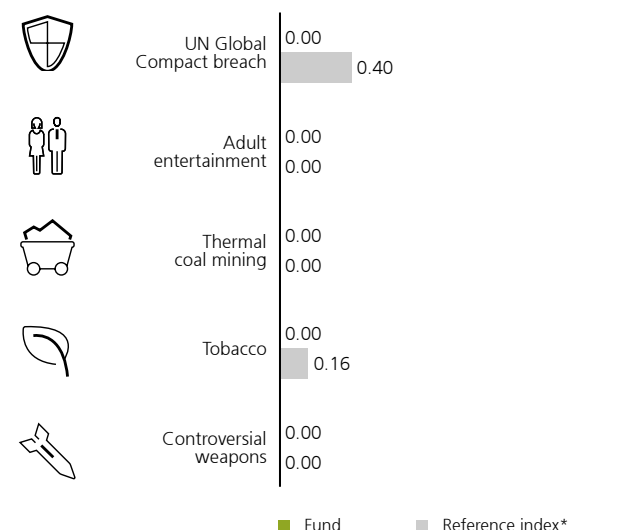 UN Global
Compact breach
0.00
0.40
Adult
entertainment
0.00
0.00
Thermal
coal mining
0.00
0.00
Tobacco
0.00
0.16
Controversial
weapons
0.00
0.00
Fund
Reference index*